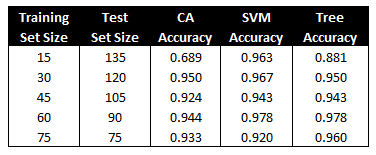 Training Test CA SVM Tree
Set Size Set Size Accuracy Accuracy Accuracy
15 135 0.689 0.963 0.881
30 120 0.950 0.967 0.950
45 105 0.924 0.943 0.943
60 90 0.944 0.978 0.978
75 75 0.933 0.920 0.960